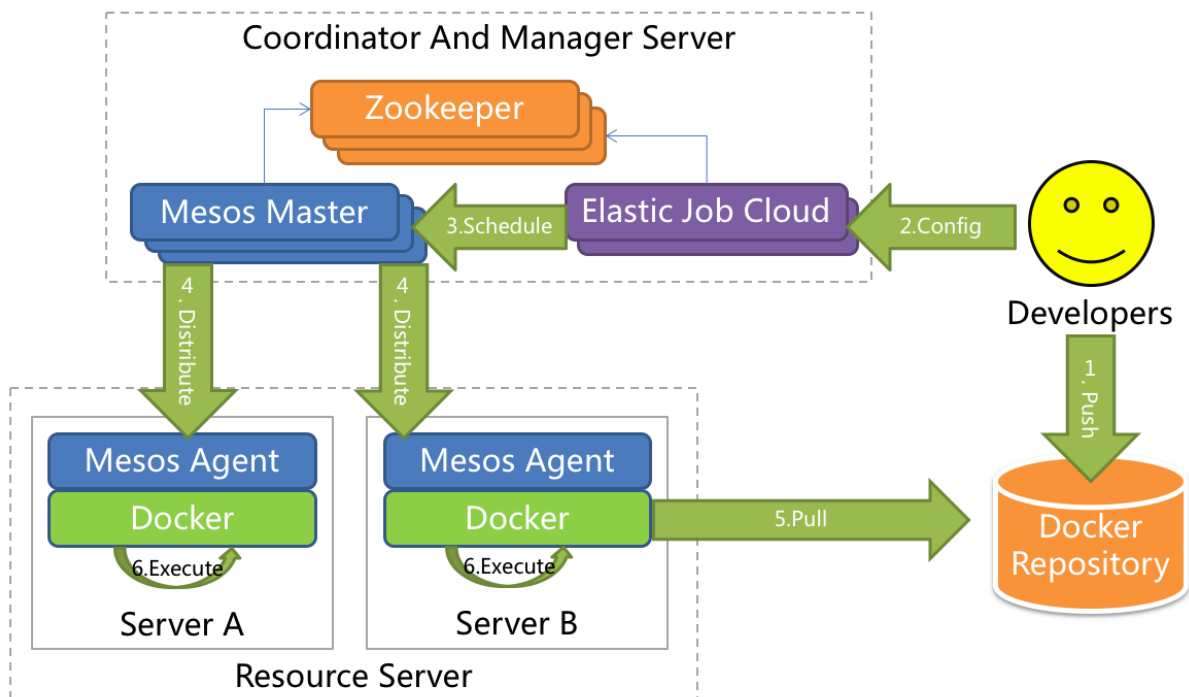 Coordinator And Manager Server
Zookeeper
Mesos Master
3.Schedule
Elastic Job Cloud
2.Config
Developers
4. Distribute
4. Distribute
1. Push
Mesos Agent
Docker
6.Execute
Server A
Mesos Agent
Docker
6.Execute
Server B
5.Pull
Docker
Repository
Resource Server